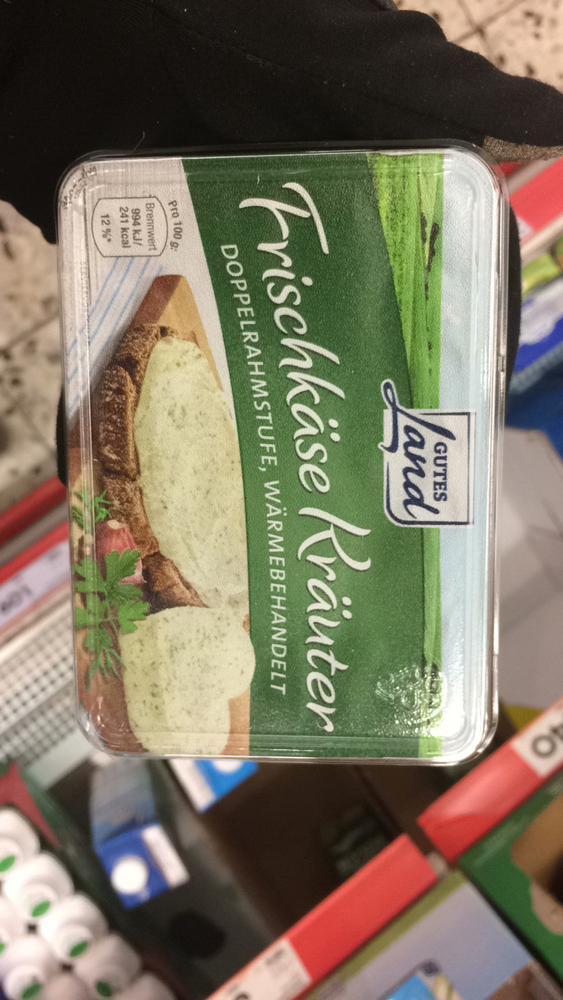 GUTES
Land
Frischkäse Kräuter
DOPPELRAHMSTUFE, WÄRMEBEHANDELT
Pro 100 g:
Brennwert
994 kJ/
241 kcal
12 %*